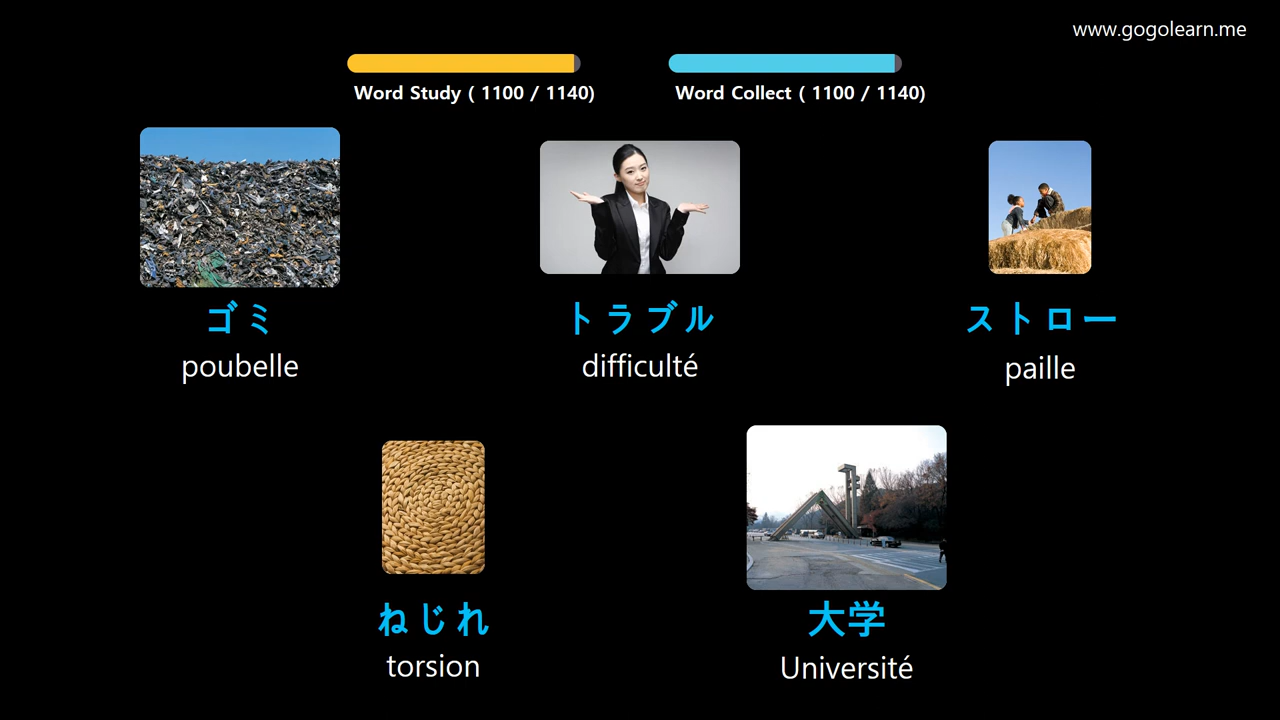 www.gogolearn.me
Word Study ( 1100 / 1140)
Word Collect ( 1100 / 1140)
ゴミ
poubelle
トラブル
difficulté
ストロー
paille
ねじれ
torsion
大学
Université